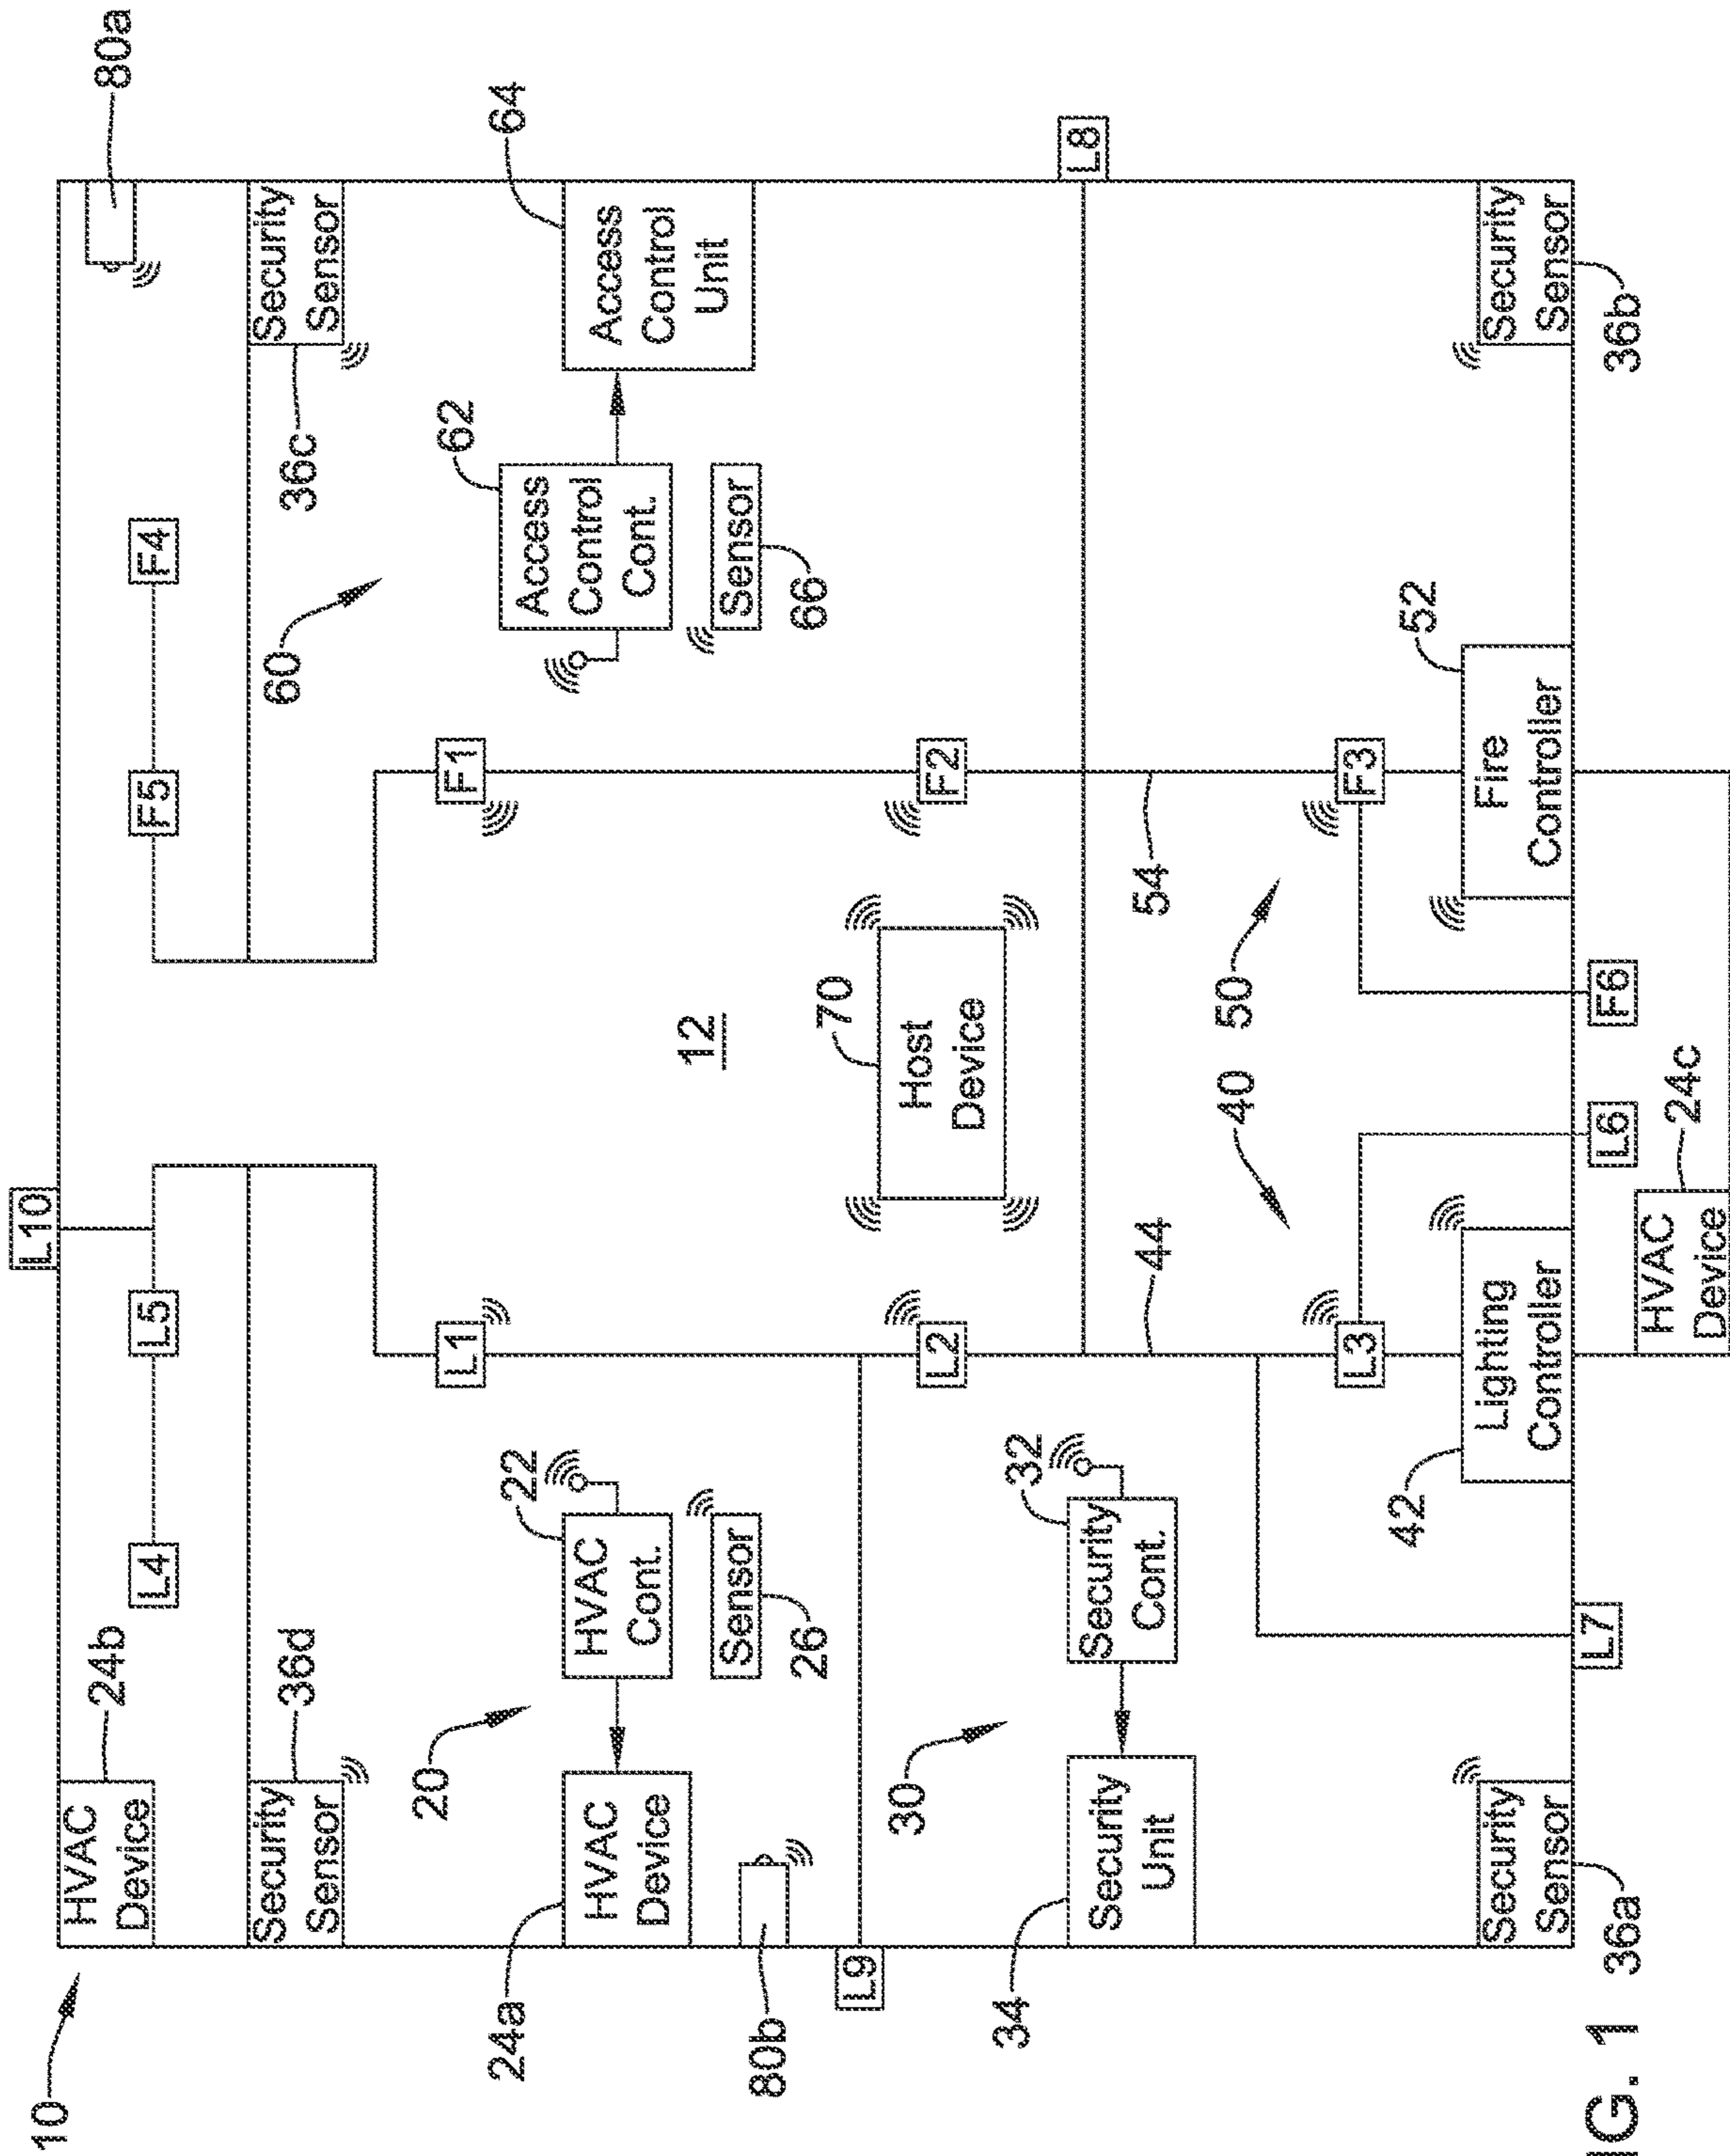 10
L10
80a
HVAC
Device
24b
L4
L5
F5
F4
Security
Sensor
36d
Security
Sensor
36c
60
20
22
HVAC
Cont.
HVAC
Device
24a
L1
F1
62
Access
Control
Cont.
64
Access
Control
Unit
12
Sensor
26
Sensor
66
80b
L9
70
Host
Device
L2
F2
30
32
Security
Cont.
Security
Unit
34
L8
44
54
40
50
L3
F3
42
Lighting
Controller
52
Fire
Controller
Security
Sensor
36a
Security
Sensor
36b
L7
L6
F6
24c
HVAC
Device
IG. 1